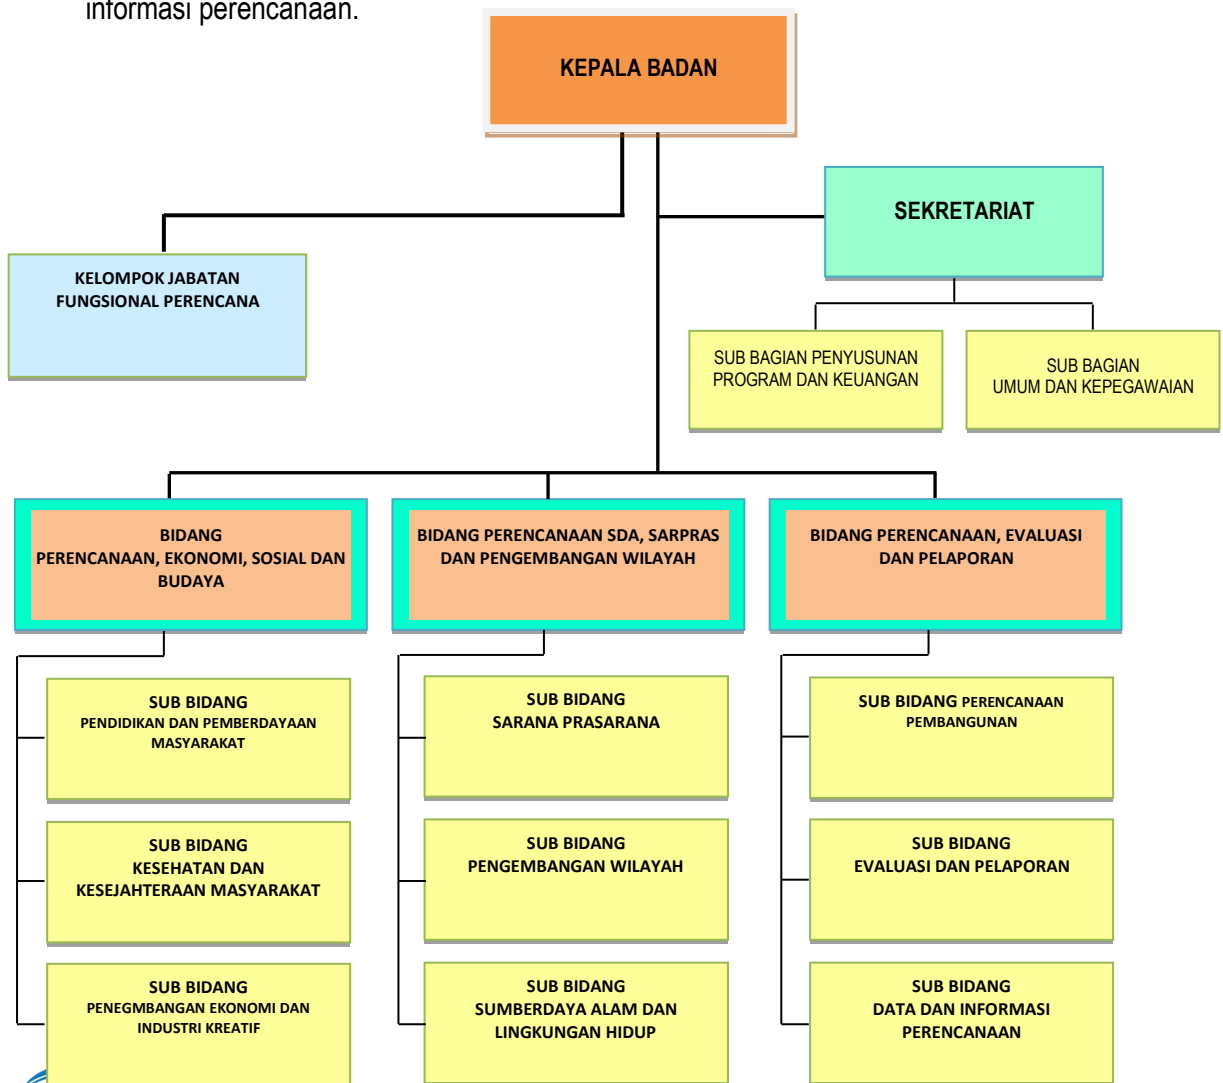 informasi perencanaan.
KEPALA BADAN
SEKRETARIAT
KELOMPOK JABATAN
FUNGSIONAL PERENCANA
SUB BAGIAN PENYUSUNAN
PROGRAM DAN KEUANGAN
SUB BAGIAN
UMUM DAN KEPEGAWAIAN
BIDANG
PERENCANAAN, EKONOMI, SOSIAL DAN
BUDAYA
BIDANG PERENCANAAN SDA, SARPRAS
DAN PENGEMBANGAN WILAYAH
BIDANG PERENCANAAN, EVALUASI
DAN PELAPORAN
SUB BIDANG
PENDIDIKAN DAN PEMBERDAYAAN
MASYARAKAT
SUB BIDANG
SARANA PRASARANA
SUB BIDANG PERENCANAAN
PEMBANGUNAN
SUB BIDANG
KESEHATAN DAN
KESEJAHTERAAN MASYARAKAT
SUB BIDANG
PENGEMBANGAN WILAYAH
SUB BIDANG
EVALUASI DAN PELAPORAN
SUB BIDANG
PENEGMBANGAN EKONOMI DAN
INDUSTRI KREATIF
SUB BIDANG
SUMBERDAYA ALAM DAN
LINGKUNGAN HIDUP
SUB BIDANG
DATA DAN INFORMASI
PERENCANAAN